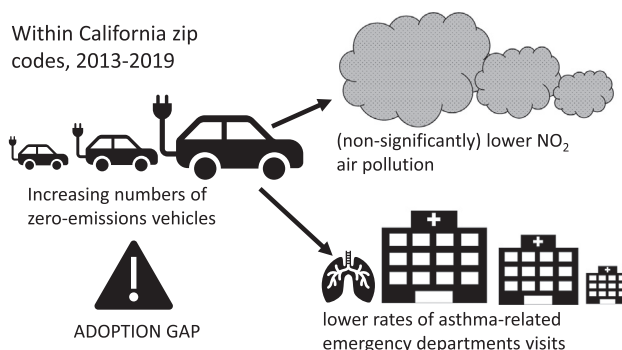 Within California zip
codes, 2013-2019
(non-significantly) lower NO₂
air pollution
Increasing numbers of
zero-emissions vehicles
ADOPTION GAP
lower rates of asthma-related
emergency departments visits